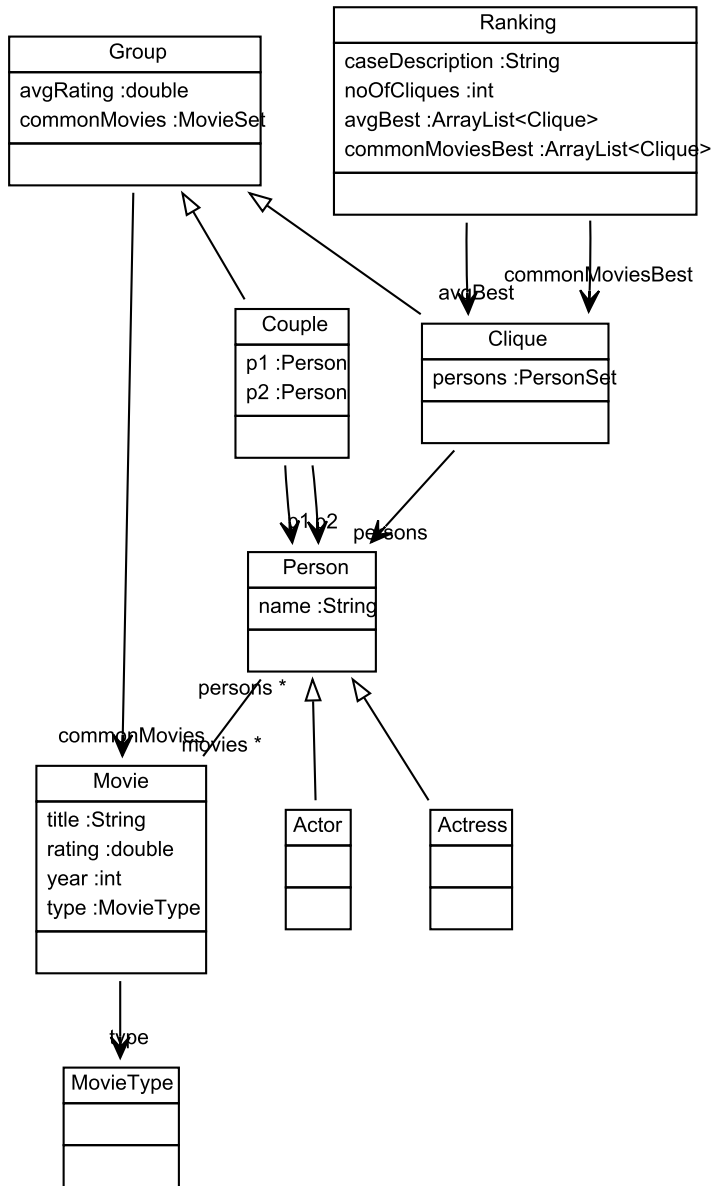 Group
avgRating :double
commonMovies :MovieSet
Ranking
caseDescription :String
noOfCliques :int
avgBest :ArrayList<Clique>
commonMoviesBest :ArrayList<Clique>
commonMoviesBest
avgBest
Couple
p1 :Person
p2 :Person
Clique
persons :PersonSet
p1
p2
persons
Person
name :String
persons *
commonMovies
movies *
Movie
title :String
rating :double
year :int
type :MovieType
Actor
Actress
type
MovieType